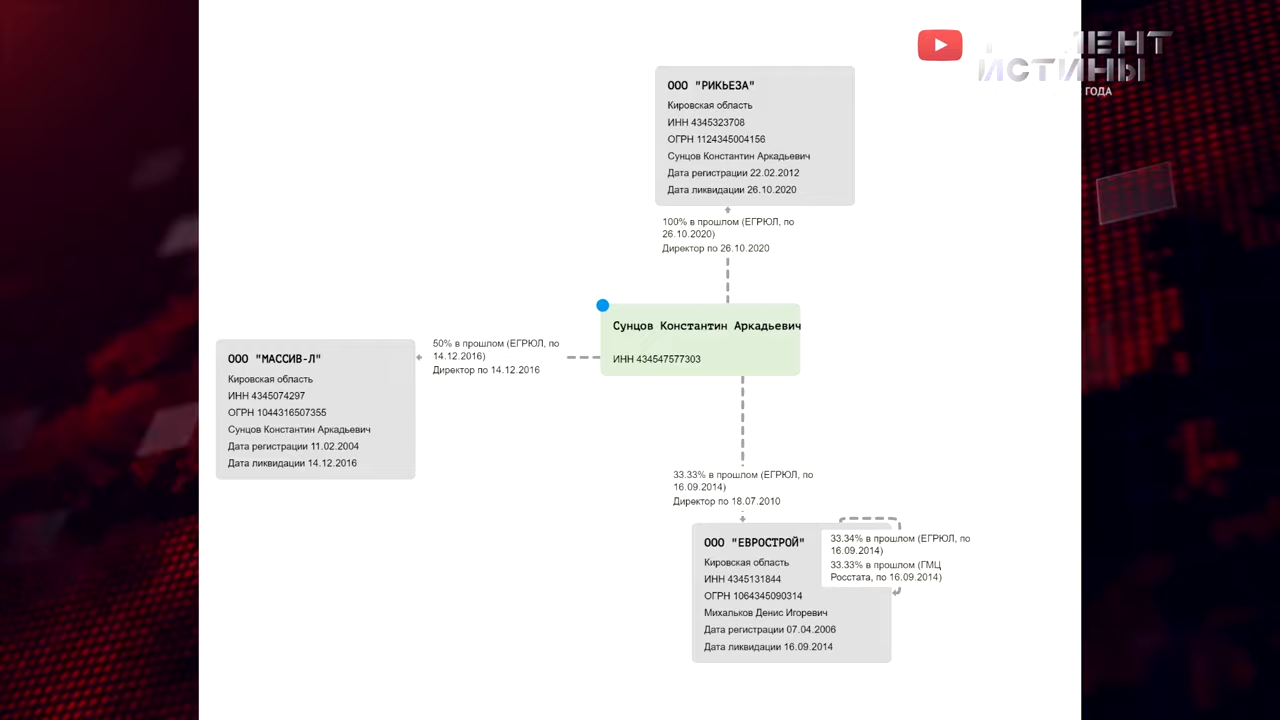 ИСТИНЫ
ГОДА
ООО "РИКЬЕЗА"
Кировская область
ИНН 4345323708
ОГРН 1124345004156
Сунцов Константин Аркадьевич
Дата регистрации 22.02.2012
Дата ликвидации 26.10.2020
100% в прошлом (ЕГРЮЛ, по
26.10.2020)
Директор по 26.10.2020
Сунцов Константин Аркадьевич
ИНН 434547577303
50% в прошлом (ЕГРЮЛ, по
14.12.2016)
Директор по 14.12.2016
ООО "МАССИВ-Л"
Кировская область
ИНН 4345074297
ОГРН 1044316507355
Сунцов Константин Аркадьевич
Дата регистрации 11.02.2004
Дата ликвидации 14.12.2016
33.33% в прошлом (ЕГРЮЛ, по
16.09.2014)
Директор по 18.07.2010
ООО "ЕВРОСТРОЙ"
Кировская область
ИНН 4345131844
ОГРН 1064345090314
Михальков Денис Игоревич
Дата регистрации 07.04.2006
Дата ликвидации 16.09.2014
33.34% в прошлом (ЕГРЮЛ, по
16.09.2014)
33.33% в прошлом (ГМЦ
Росстата, по 16.09.2014)